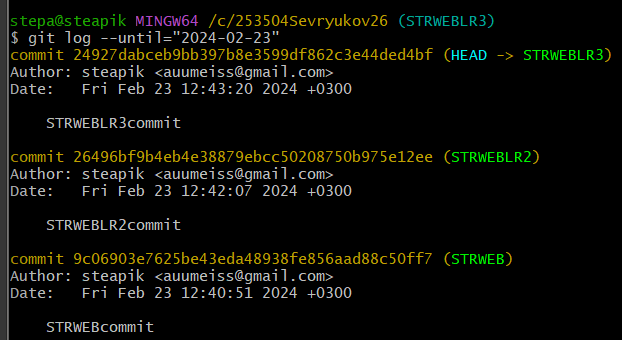 stepa@steapik MINGW64 /c/253504Sevryukov26 (STRWEBLR3)
$ git log --until="2024-02-23"
commit 24927dabceb9bb397b8e3599df862c3e44ded4bf (HEAD -> STRWEBLR3)
Author: steapik <auumeiss@gmail.com>
Date:   Fri Feb 23 12:43:20 2024 +0300

    STRWEBLR3commit

commit 26496bf9b4eb4e38879ebcc50208750b975e12ee (STRWEBLR2)
Author: steapik <auumeiss@gmail.com>
Date:   Fri Feb 23 12:42:07 2024 +0300

    STRWEBLR2commit

commit 9c06903e7625be43eda48938fe856aad88c50ff7 (STRWEB)
Author: steapik <auumeiss@gmail.com>
Date:   Fri Feb 23 12:40:51 2024 +0300

    STRWEBcommit